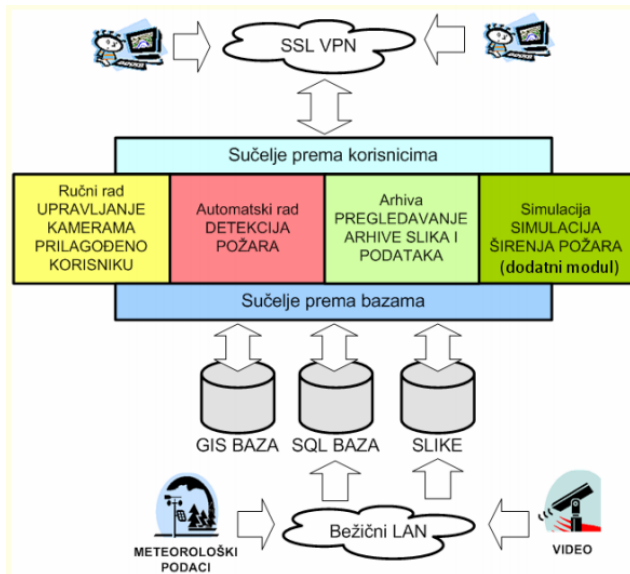 SSL VPN
Sučelje prema korisnicima
Ručni rad
UPRAVLJANJE
KAMERAMA
PRILAGOĐENO
KORISNIKU
Automatski rad
DETEKCIJA
POŽARA
Arhiva
PREGLEDAVANJE
ARHIVE SLIKA I
PODATAKA
Simulacija
SIMULACIJA
ŠIRENJA POŽARA
(dodatni modul)
Sučelje prema bazama
GIS BAZA
SQL BAZA
SLIKE
METEOROLOŠKI
PODACI
Bežični LAN
VIDEO